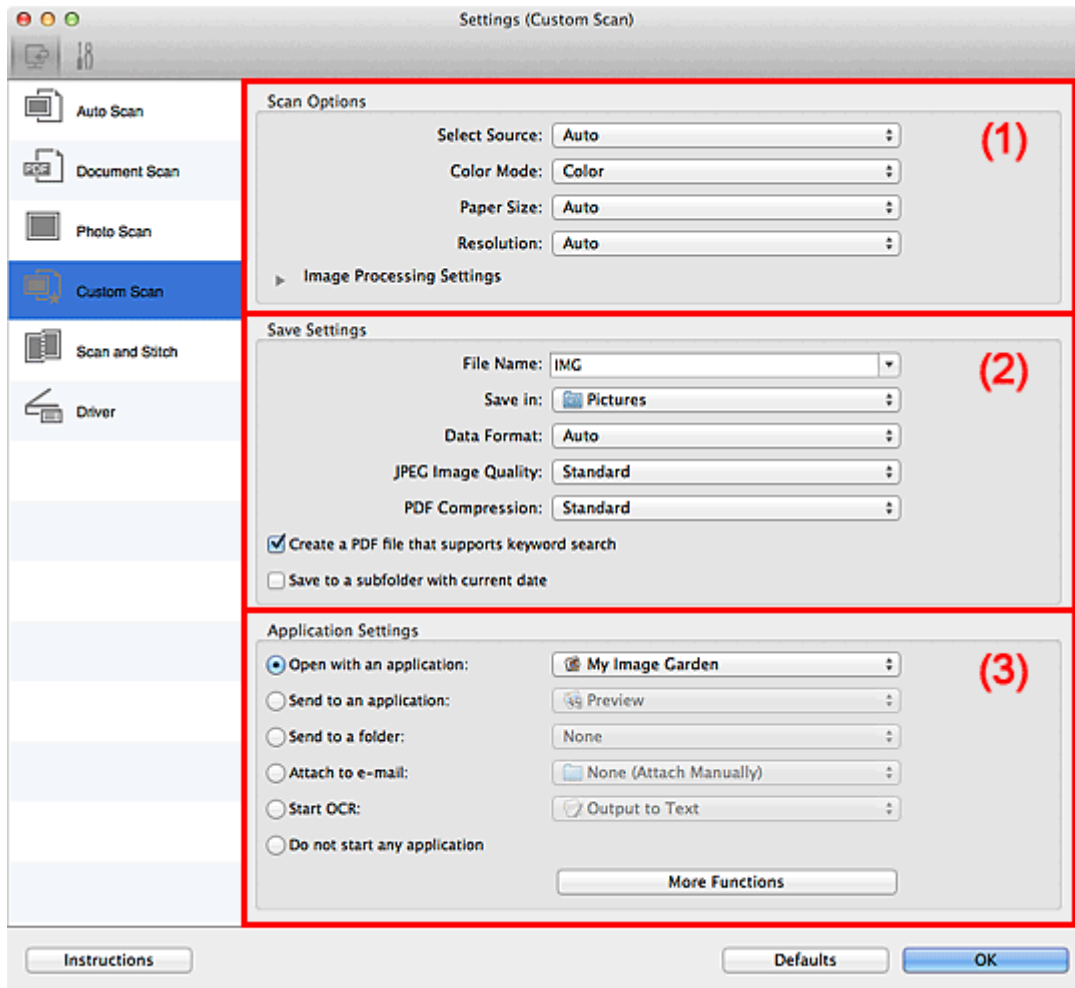 Settings (Custom Scan)
Auto Scan
PDF
Document Scan
Photo Scan
Custom Scan
Scan and Stitch
Driver
Scan Options
(1)
Select Source: Auto
Color Mode: Color
Paper Size: Auto
Resolution: Auto
Image Processing Settings
Save Settings
(2)
File Name: IMG
Save in: Pictures
Data Format: Auto
JPEG Image Quality: Standard
PDF Compression: Standard
Create a PDF file that supports keyword search
Save to a subfolder with current date
Application Settings
(3)
Open with an application: My Image Garden
Send to an application: Preview
Send to a folder: None
Attach to e-mail: None (Attach Manually)
Start OCR: Output to Text
Do not start any application
More Functions
Instructions
Defaults
OK